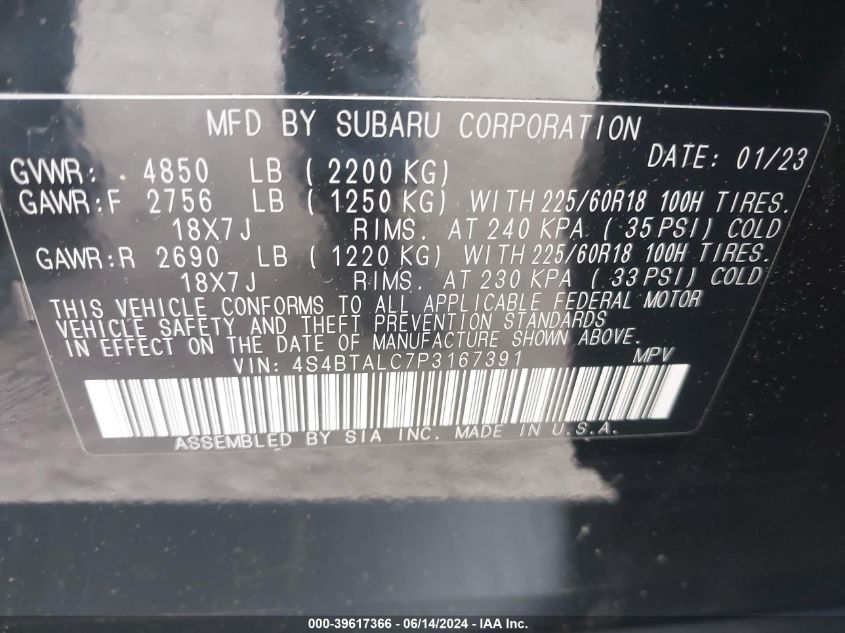 MFD BY SUBARU CORPORATION
DATE: 01/23
GVWR: 4850 LB ( 2200 KG)
GAWR:F 2756 LB ( 1250 KG) WITH 225/60R18 100H TIRES.
18X7J RIMS. AT 240 KPA ( 35 PSI) COLD
GAWR:R 2690 LB ( 1220 KG) WITH 225/60R18 100H TIRES.
18X7J RIMS. AT 230 KPA ( 33 PSI) COLD
THIS VEHICLE CONFORMS TO ALL APPLICABLE FEDERAL MOTOR
VEHICLE SAFETY AND THEFT PREVENTION STANDARDS
IN EFFECT ON THE DATE OF MANUFACTURE SHOWN ABOVE.
VIN: 4S4BTALC7P3167391 MPV
ASSEMBLED BY SIA INC. MADE IN U.S.A.
000-39617366 - 06/14/2024 - IAA Inc.